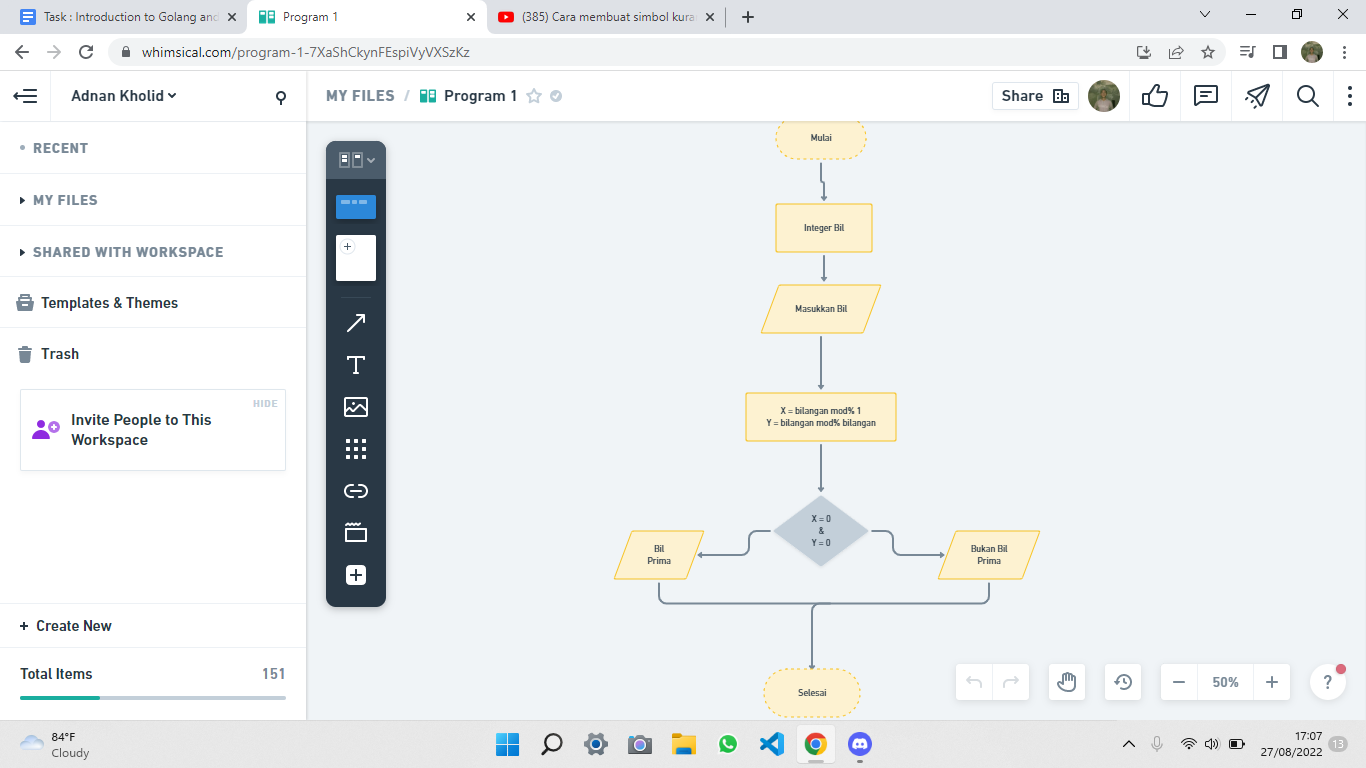 Task : Introduction to Golang and
Program 1
(385) Cara membuat simbol kura
whimsical.com/program-1-7XaShCkynFEspiVyVXSzKz
Adnan Kholid
MY FILES / Program 1
Share
RECENT
MY FILES
SHARED WITH WORKSPACE
Templates & Themes
Trash
HIDE
Invite People to This
Workspace
Create New
Total Items 151
Mulai
Integer Bil
Masukkan Bil
X = bilangan mod% 1
Y = bilangan mod% bilangan
X = 0
&
Y = 0
Bil
Prima
Bukan Bil
Prima
Selesai
50%
?
84°F
Cloudy
17:07
27/08/2022
13